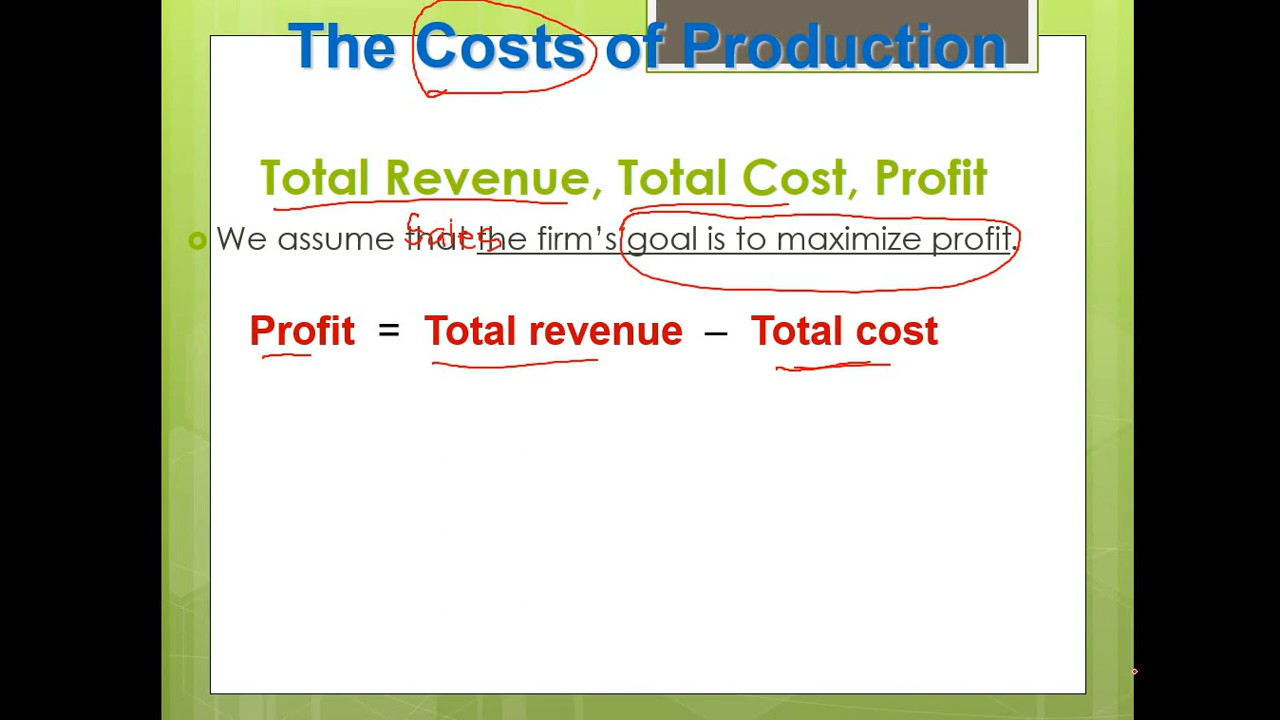 The Costs of Production
Total Revenue, Total Cost, Profit
Sales
We assume that the firm's goal is to maximize profit.
Profit = Total revenue – Total cost